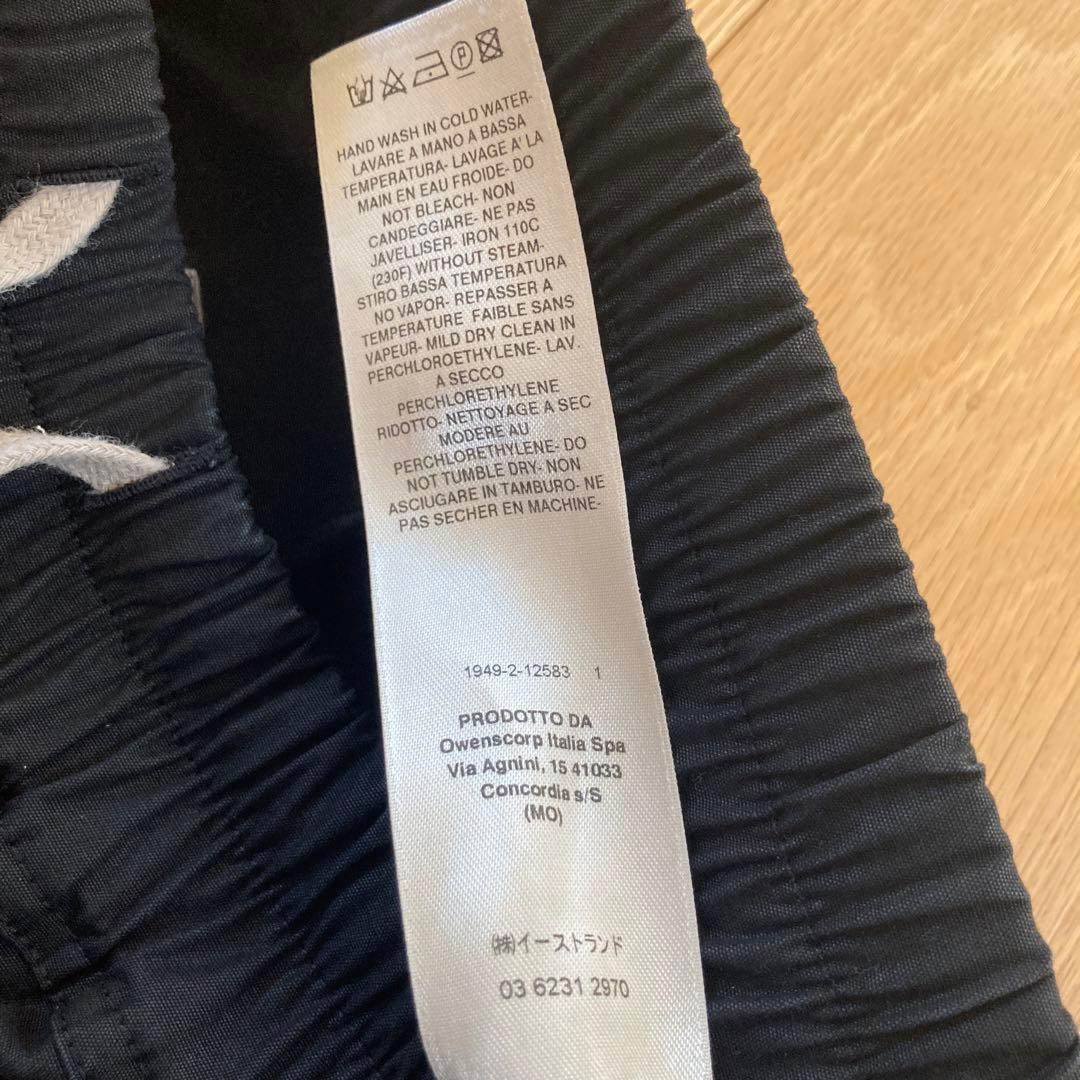 P
HAND WASH IN COLD WATER-
LAVARE A MANO A BASSA
TEMPERATURA- LAVAGE A' LA
MAIN EN EAU FROIDE- DO
NOT BLEACH- NON
CANDEGGIARE- NE PAS
JAVELLISER- IRON 110C
(230F) WITHOUT STEAM-
STIRO BASSA TEMPERATURA
NO VAPOR- REPASSER A
TEMPERATURE FAIBLE SANS
VAPEUR- MILD DRY CLEAN IN
PERCHLOROETHYLENE- LAV.
A SECCO
PERCHLORETHYLENE
RIDOTTO- NETTOYAGE A SEC
MODERE AU
PERCHLORETHYLENE- DO
NOT TUMBLE DRY- NON
ASCIUGARE IN TAMBURO- NE
PAS SECHER EN MACHINE-
1949-2-12583 1
PRODOTTO DA
Owenscorp Italia Spa
Via Agnini, 15 41033
Concordia s/S
(MO)
㈱イーストランド
03 6231 2970